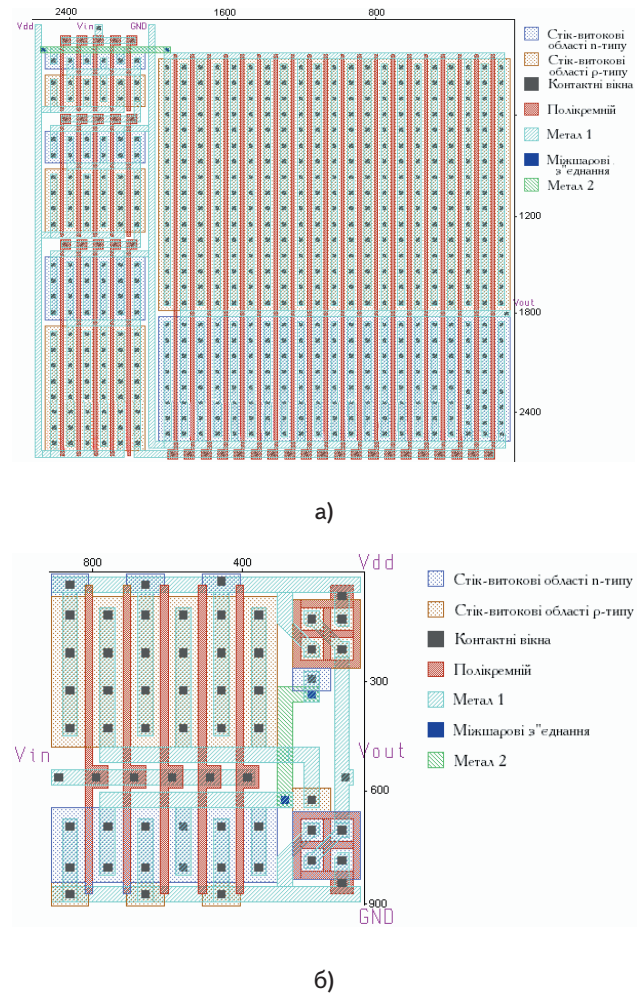 Vdd
Vin
GND
2400
1600
800
Стік-витокові
області n-типу
Стік-витокові
області p-типу
Контактні вікна
Полікремній
Метал 1
Міжшарові
з"єднання
Метал 2
1200
Vout
1800
2400
а)
800
400
Vdd
Стік-витокові області n-типу
Стік-витокові області p-типу
Контактні вікна
Полікремній
300
Метал 1
Міжшарові з"єднання
Vin
Vout
Метал 2
600
900
GND
б)